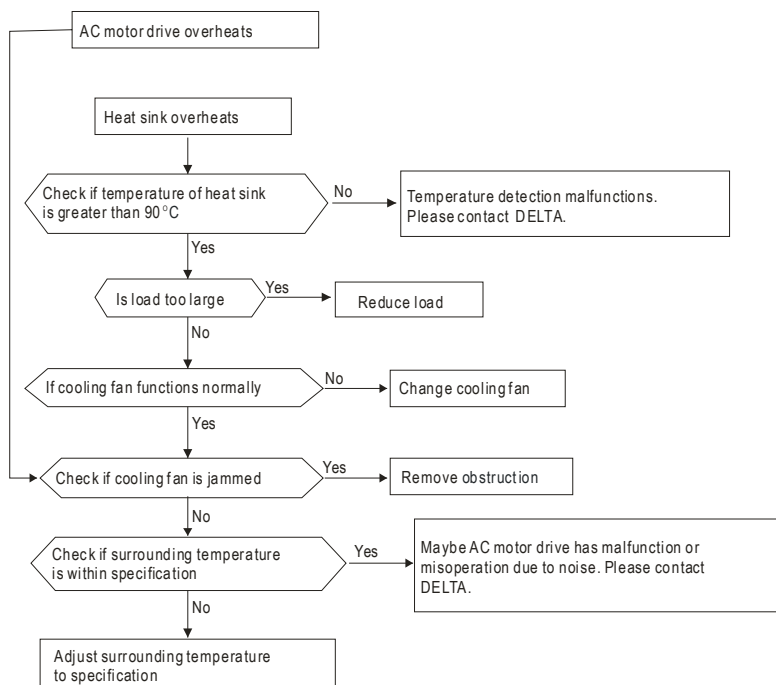 AC motor drive overheats
Heat sink overheats
Check if temperature of heat sink
is greater than 90°C
No
Temperature detection malfunctions.
Please contact DELTA.
Yes
Is load too large
Yes
Reduce load
No
If cooling fan functions normally
No
Change cooling fan
Yes
Check if cooling fan is jammed
Yes
Remove obstruction
No
Check if surrounding temperature
is within specification
Yes
Maybe AC motor drive has malfunction or
misoperation due to noise. Please contact
DELTA.
No
Adjust surrounding temperature
to specification